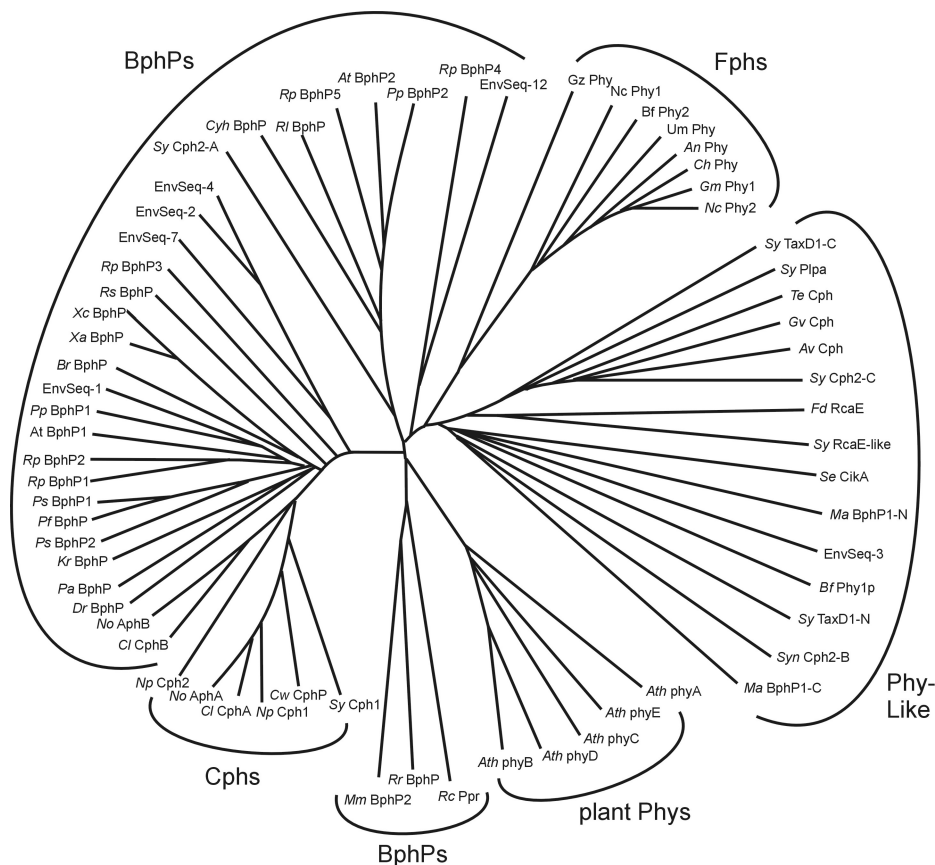 BphPs
Fphs
Rp BphP4
At BphP2
EnvSeq-12
Gz Phy
Rp BphP5
Pp BphP2
Nc Phy1
Bf Phy2
Cyh BphP
Rl BphP
Um Phy
Sy Cph2-A
An Phy
Ch Phy
EnvSeq-4
Gm Phy1
EnvSeq-2
Nc Phy2
EnvSeq-7
Sy TaxD1-C
Rp BphP3
Sy Plpa
Rs BphP
Te Cph
Xc BphP
Gv Cph
Xa BphP
Av Cph
Br BphP
Sy Cph2-C
EnvSeq-1
Pp BphP1
Fd RcaE
At BphP1
Sy RcaE-like
Rp BphP2
Se CikA
Rp BphP1
Ps BphP1
Ma BphP1-N
Pf BphP
Ps BphP2
EnvSeq-3
Kr BphP
Bf Phy1p
Pa BphP
Dr BphP
Sy TaxD1-N
No AphB
Cl CphB
Syn Cph2-B
Np Cph2
Ma BphP1-C
No AphA
Cl CphA
Np Cph1
Cw CphP
Sy Cph1
Ath phyA
Ath phyE
Ath phyC
Ath phyD
Ath phyB
Phy-
Like
Cphs
Rr BphP
Mm BphP2
Rc Ppr
plant Phys
BphPs